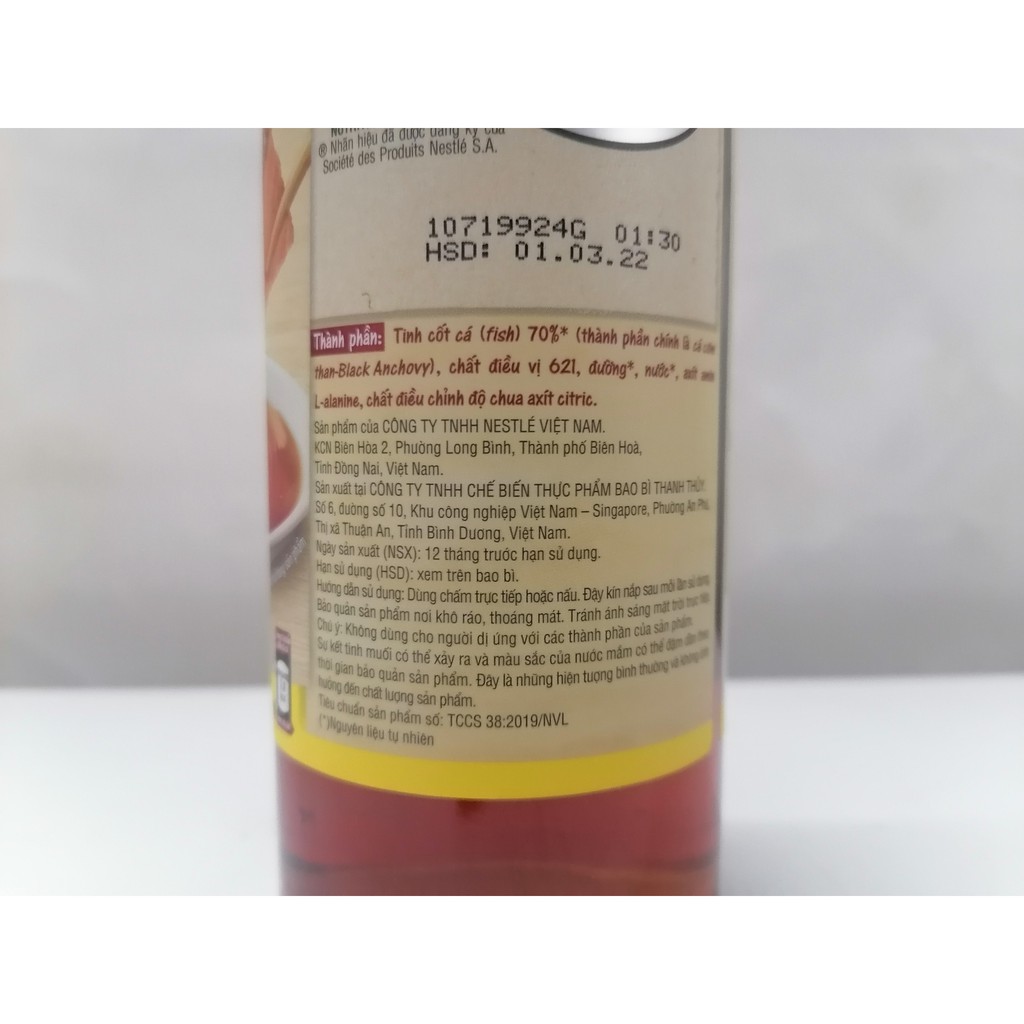 ® Nhãn hiệu đã được đăng ký của
Société des Produits Nestlé S.A.
10719924G 01:30
HSD: 01.03.22
Thành phần: Tinh cốt cá (fish) 70%* (thành phần chính là cá cơm
than-Black Anchovy), chất điều vị 621, đường*, nước*, axít amin
L-alanine, chất điều chỉnh độ chua axít citric.
Sản phẩm của CÔNG TY TNHH NESTLÉ VIỆT NAM.
KCN Biên Hòa 2, Phường Long Bình, Thành phố Biên Hoà,
Tỉnh Đồng Nai, Việt Nam.
Sản xuất tại CÔNG TY TNHH CHẾ BIẾN THỰC PHẨM BAO BÌ THANH THỦY.
Số 6, đường số 10, Khu công nghiệp Việt Nam – Singapore, Phường An Phú,
Thị xã Thuận An, Tỉnh Bình Dương, Việt Nam.
Ngày sản xuất (NSX): 12 tháng trước hạn sử dụng.
Hạn sử dụng (HSD): xem trên bao bì.
Hướng dẫn sử dụng: Dùng chấm trực tiếp hoặc nấu. Đậy kín nắp sau mỗi lần sử dụng.
Bảo quản sản phẩm nơi khô ráo, thoáng mát. Tránh ánh sáng mặt trời trực tiếp.
Chú ý: Không dùng cho người dị ứng với các thành phần của sản phẩm.
Sự kết tinh muối có thể xảy ra và màu sắc của nước mắm có thể đậm dần theo
thời gian bảo quản sản phẩm. Đây là những hiện tượng bình thường và không ảnh
hưởng đến chất lượng sản phẩm.
Tiêu chuẩn sản phẩm số: TCCS 38:2019/NVL
(*)Nguyên liệu tự nhiên